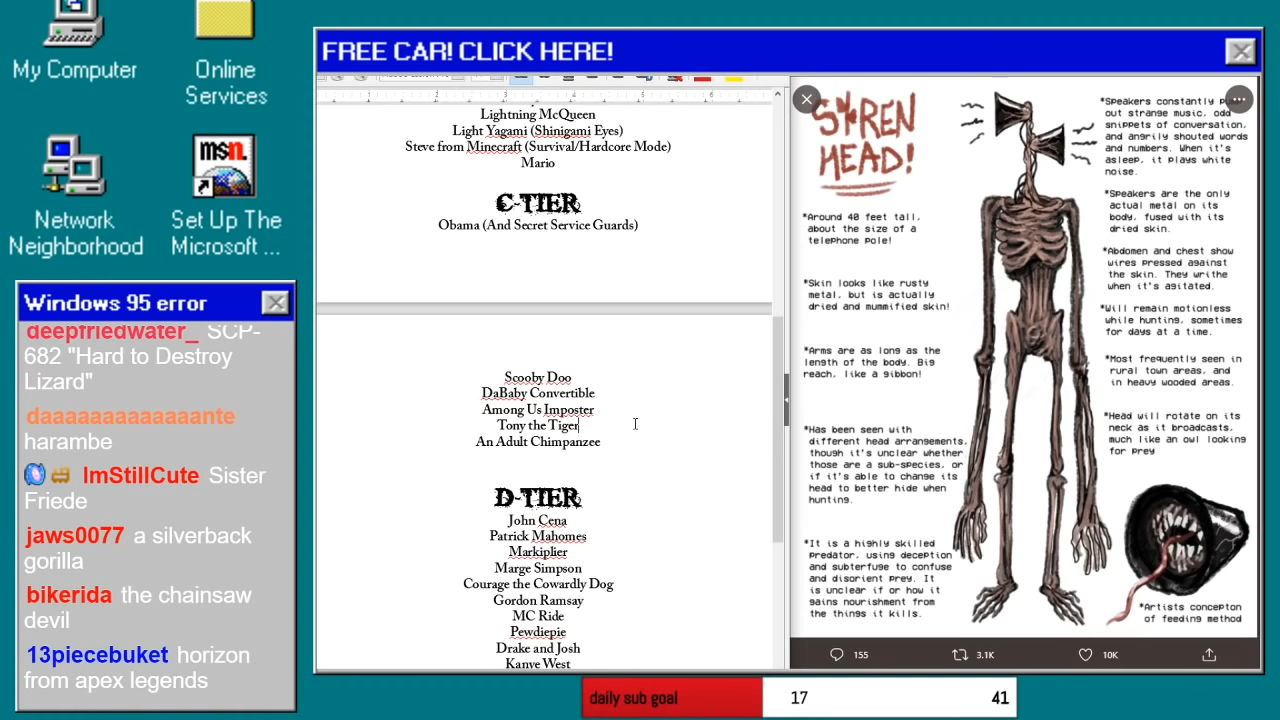 My Computer
Online
Services
Network
Neighborhood
msn.
Set Up The
Microsoft ...
Windows 95 error
deepfriedwater_ SCP-
682 "Hard to Destroy
Lizard"
daaaaaaaaaaaaante
harambe
ImStillCute Sister
Friede
jaws0077 a silverback
gorilla
bikerida the chainsaw
devil
13piecebuket horizon
from apex legends
FREE CAR! CLICK HERE!
Lightning McQueen
Light Yagami (Shinigami Eyes)
Steve from Minecraft (Survival/Hardcore Mode)
Mario
C-TIER
Obama (And Secret Service Guards)
Scooby Doo
DaBaby Convertible
Among Us Imposter
Tony the Tiger
An Adult Chimpanzee
D-TIER
John Cena
Patrick Mahomes
Markiplier
Marge Simpson
Courage the Cowardly Dog
Gordon Ramsay
MC Ride
Pewdiepie
Drake and Josh
Kanye West
SYREN
HEAD!
*Around 40 feet tall,
about the size of a
telephone pole!
*Skin looks like rusty
metal, but is actually
dried and mummified skin!
*Arms are as long as the
length of the body. Big
reach, like a gibbon!
*Has been seen with
different head arrangements,
though it's unclear whether
those are a sub-species, or
if it's able to change its
head to better hide when
hunting.
*It is a highly skilled
predator, using deception
and subterfuge to confuse
and disorient prey. It
is unclear if or how it
gains nourishment from
the things it kills.
*Speakers constantly pump
out strange music, odd
snippets of conversation,
and angrily shouted words
and numbers. When it's
asleep, it plays white
noise.
*Speakers are the only
actual metal on its
body, fused with its
dried skin.
*Abdomen and chest show
wires pressed against
the skin. They writhe
when it's agitated.
*Will remain motionless
while hunting, sometimes
for days at a time.
*Most frequently seen in
rural town areas, and
in heavy wooded areas.
*Head will rotate on its
neck as it broadcasts,
much like an owl looking
for prey
*Artists concepton
of feeding method
155
3.1K
10K
daily sub goal
17
41